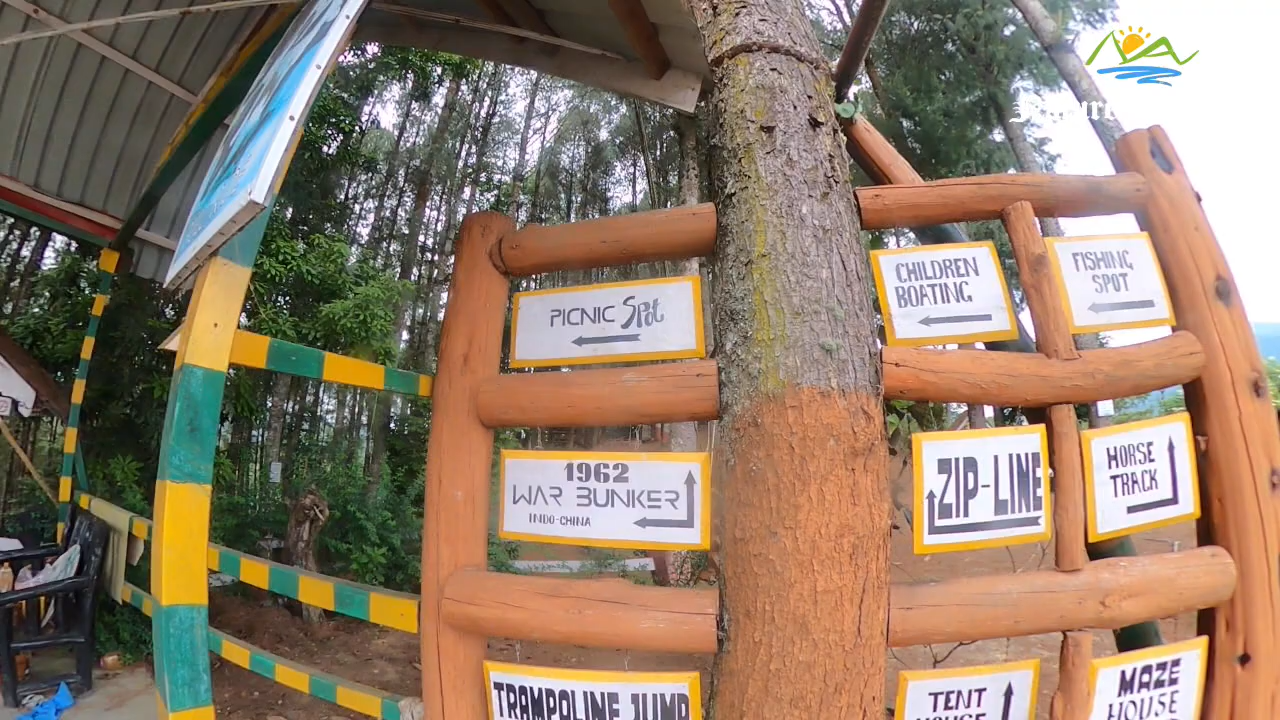 PICNIC Spot
CHILDREN
BOATING
FISHING
SPOT
1962
WAR BUNKER
INDO-CHINA
ZIP-LINE
HORSE
TRACK
TRAMPOLINE JUMP
TENT
HOUSE
MAZE
HOUSE